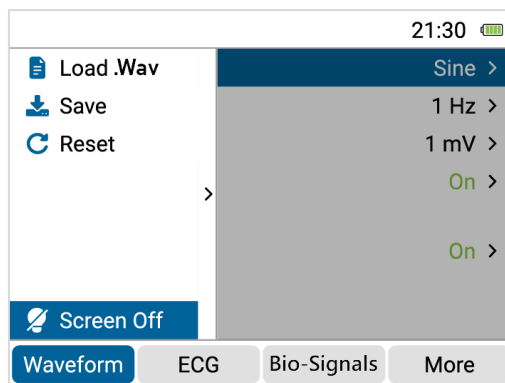 21:30
Load .Wav
Sine >
Save
1 Hz >
Reset
1 mV >
On >
>
On >
Screen Off
Waveform ECG Bio-Signals More